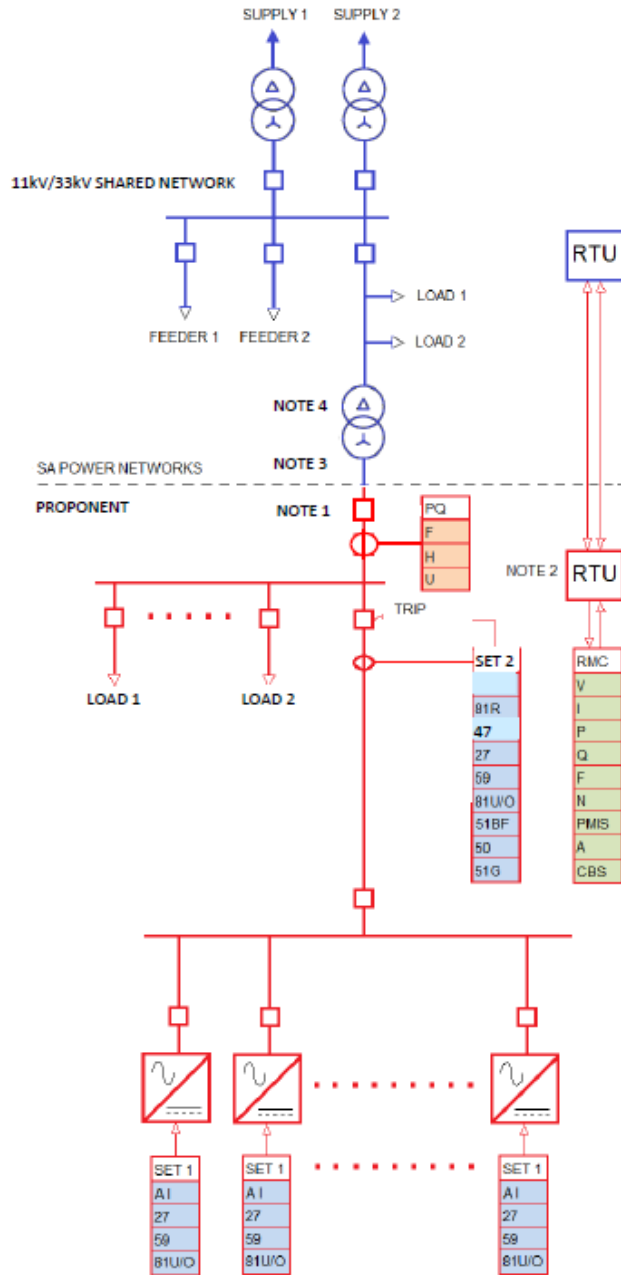 SUPPLY 1 SUPPLY 2
11kV/33kV SHARED NETWORK
RTU
LOAD 1
FEEDER 1 FEEDER 2
LOAD 2
NOTE 4
NOTE 3
SA POWER NETWORKS
PROPONENT
NOTE 1
PQ
F
H
U
NOTE 2
RTU
TRIP
LOAD 1 LOAD 2
SET 2
81R
47
27
59
81U/O
51BF
50
51G
RMC
V
I
P
Q
F
N
PMIS
A
CBS
SET 1
AI
27
59
81U/O
SET 1
AI
27
59
81U/O
SET 1
AI
27
59
81U/O